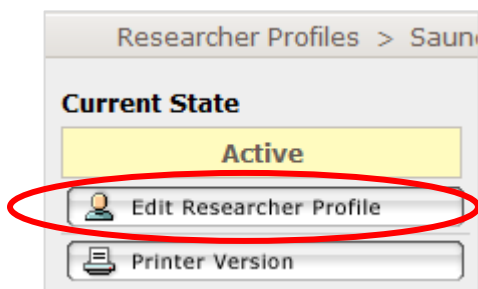 Researcher Profiles > Saun
Current State
Active
Edit Researcher Profile
Printer Version